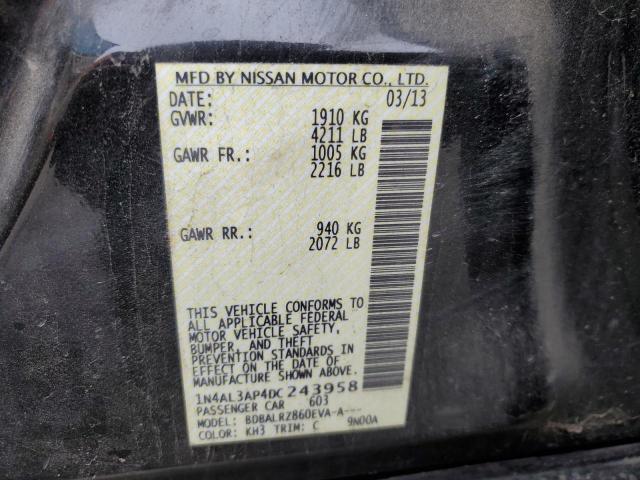 MFD BY NISSAN MOTOR CO., LTD.
DATE: 03/13
GVWR: 1910 KG
4211 LB
GAWR FR.: 1005 KG
2216 LB
GAWR RR.: 940 KG
2072 LB
THIS VEHICLE CONFORMS TO
ALL APPLICABLE FEDERAL
MOTOR VEHICLE SAFETY,
BUMPER, AND THEFT
PREVENTION STANDARDS IN
EFFECT ON THE DATE OF
MANUFACTURE SHOWN ABOVE.
1N4AL3AP4DC243958
PASSENGER CAR 603
MODEL: BDBALRZ860EVA-A---
COLOR: KH3 TRIM: C 9N00A